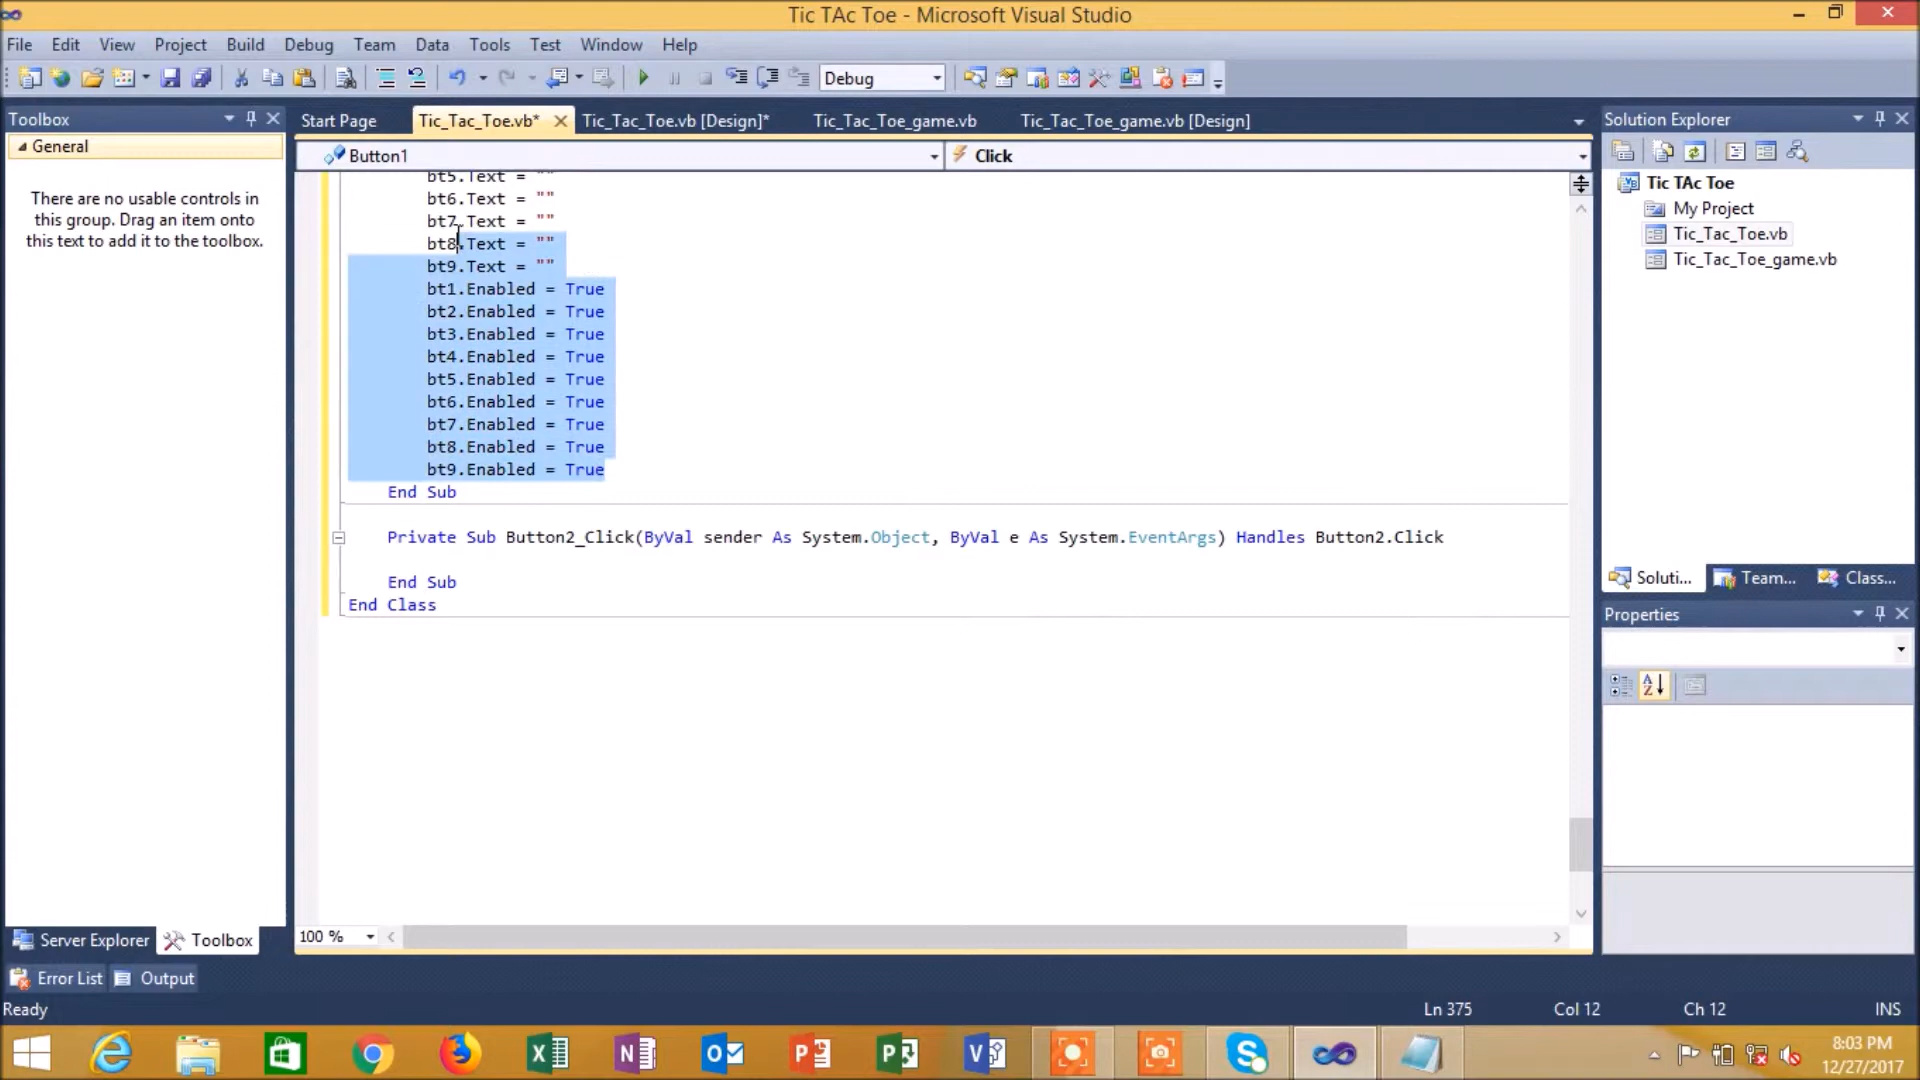 Tic TAc Toe - Microsoft Visual Studio
File Edit View Project Build Debug Team Data Tools Test Window Help
Debug
Toolbox
General
There are no usable controls in
this group. Drag an item onto
this text to add it to the toolbox.
Start Page Tic_Tac_Toe.vb* Tic_Tac_Toe.vb [Design]* Tic_Tac_Toe_game.vb Tic_Tac_Toe_game.vb [Design]
Button1 Click
bt5.Text = ""
bt6.Text = ""
bt7.Text = ""
bt8.Text = ""
bt9.Text = ""
bt1.Enabled = True
bt2.Enabled = True
bt3.Enabled = True
bt4.Enabled = True
bt5.Enabled = True
bt6.Enabled = True
bt7.Enabled = True
bt8.Enabled = True
bt9.Enabled = True
End Sub
Private Sub Button2_Click(ByVal sender As System.Object, ByVal e As System.EventArgs) Handles Button2.Click
End Sub
End Class
100 %
Solution Explorer
Tic TAc Toe
My Project
Tic_Tac_Toe.vb
Tic_Tac_Toe_game.vb
Soluti... Team... Class...
Properties
Server Explorer Toolbox
Error List Output
Ready Ln 375 Col 12 Ch 12 INS
8:03 PM
12/27/2017